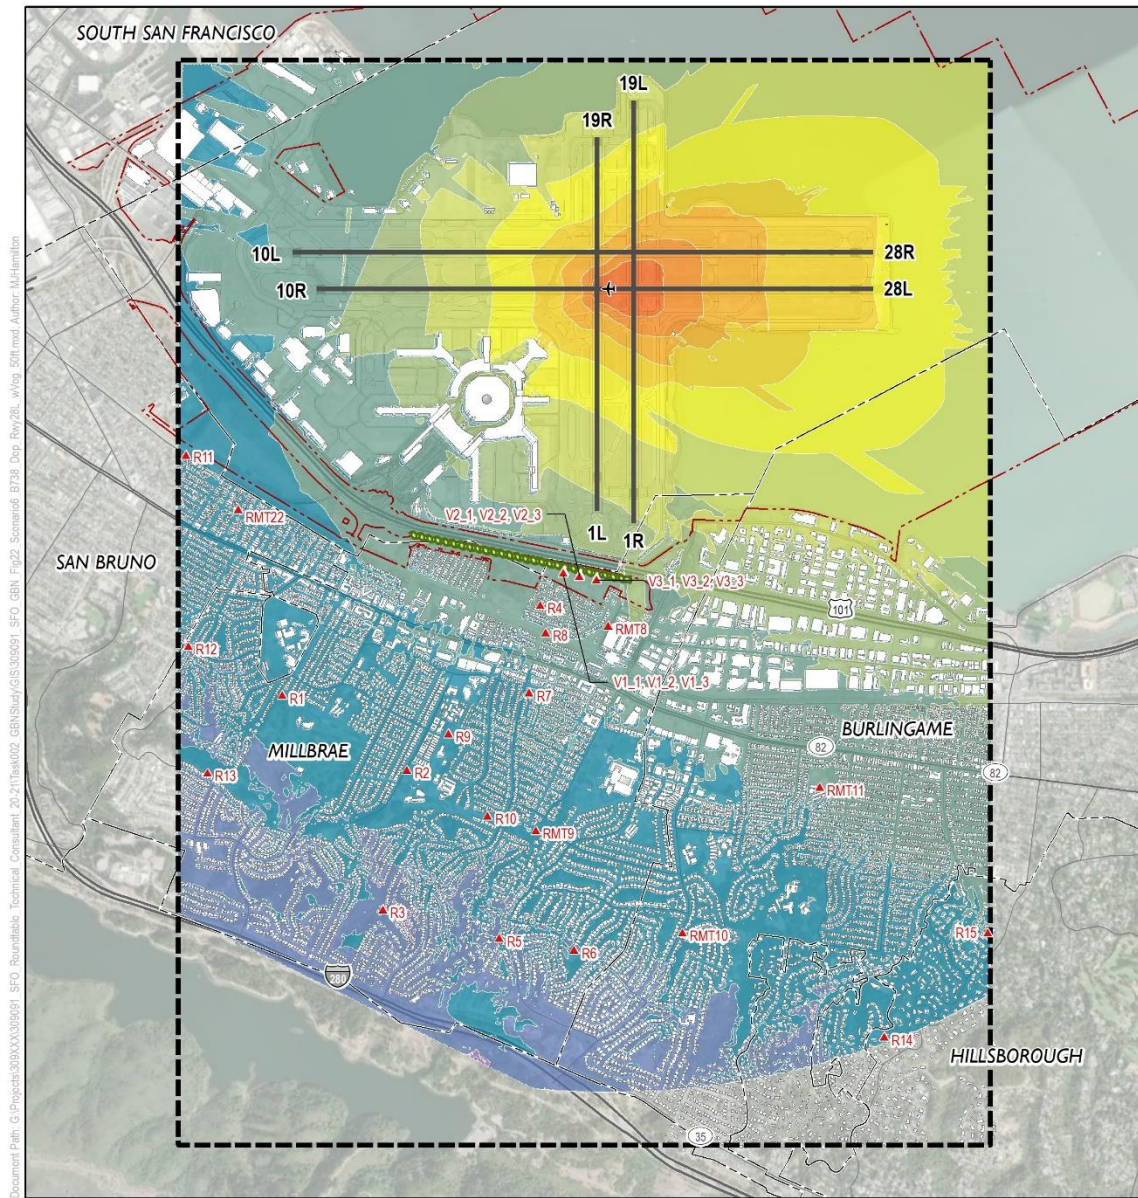 SOUTH SAN FRANCISCO
19L
19R
10L
28R
10R
28L
R11
V2_1, V2_2, V2_3
1L
1R
RMT22
SAN BRUNO
V3_1, V3_2, V3_3
R4
101
RMT8
R8
R12
V1_1, V1_2, V1_3
R1
R7
BURLINGAME
R9
82
MILLBRAE
R2
82
R13
RMT11
R10
RMT9
R3
R5
RMT10
R15
R6
280
R14
HILLSBOROUGH
35